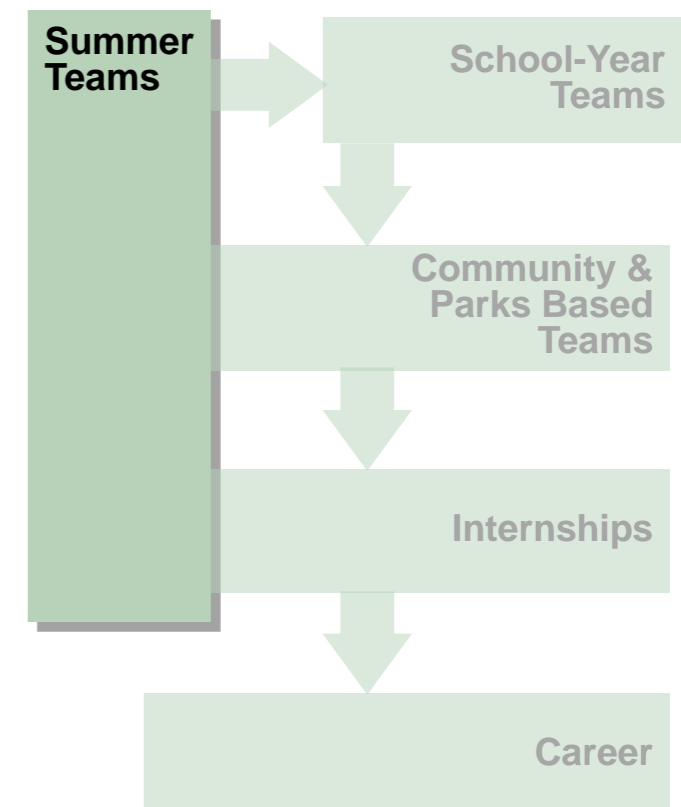 Summer
Teams
School-Year
Teams
Community &
Parks Based
Teams
Internships
Career